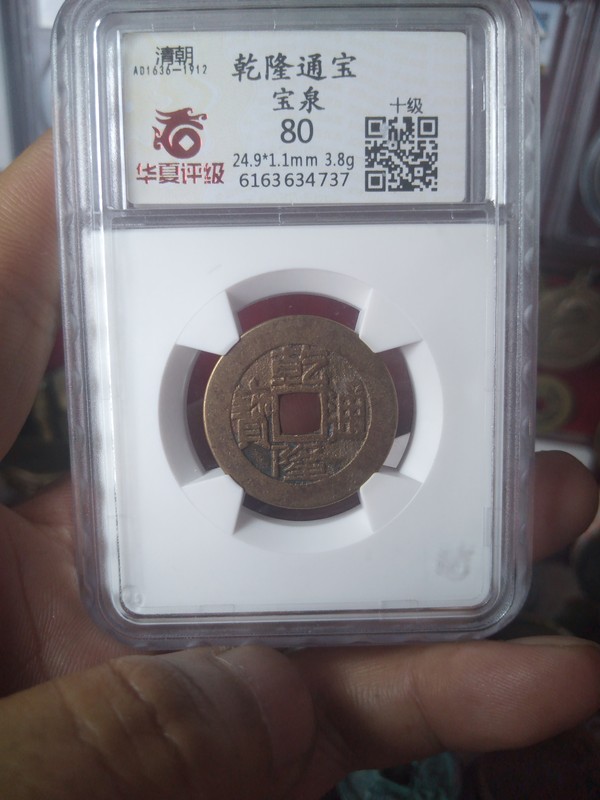 清朝
AD1636—1912
乾隆通宝
宝泉
80
十级
24.9*1.1mm 3.8g
6163634737
华夏评级
乾隆通寳